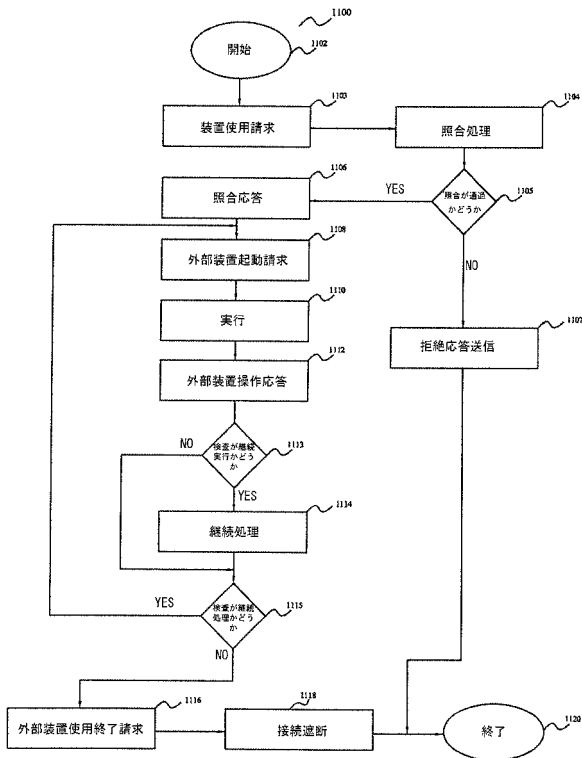 1100
開始
1102
1103
装置使用請求
1104
照合処理
1105
照合が通過
かどうか
YES
NO
1106
照合応答
1107
拒絶応答送信
1108
外部装置起動請求
1110
実行
1112
外部装置操作応答
1113
検査が継続
実行かどう
か
NO
YES
1114
継続処理
1115
検査が継続
処理かどう
か
YES
NO
1116
外部装置使用終了請求
1118
接続遮断
終了
1120